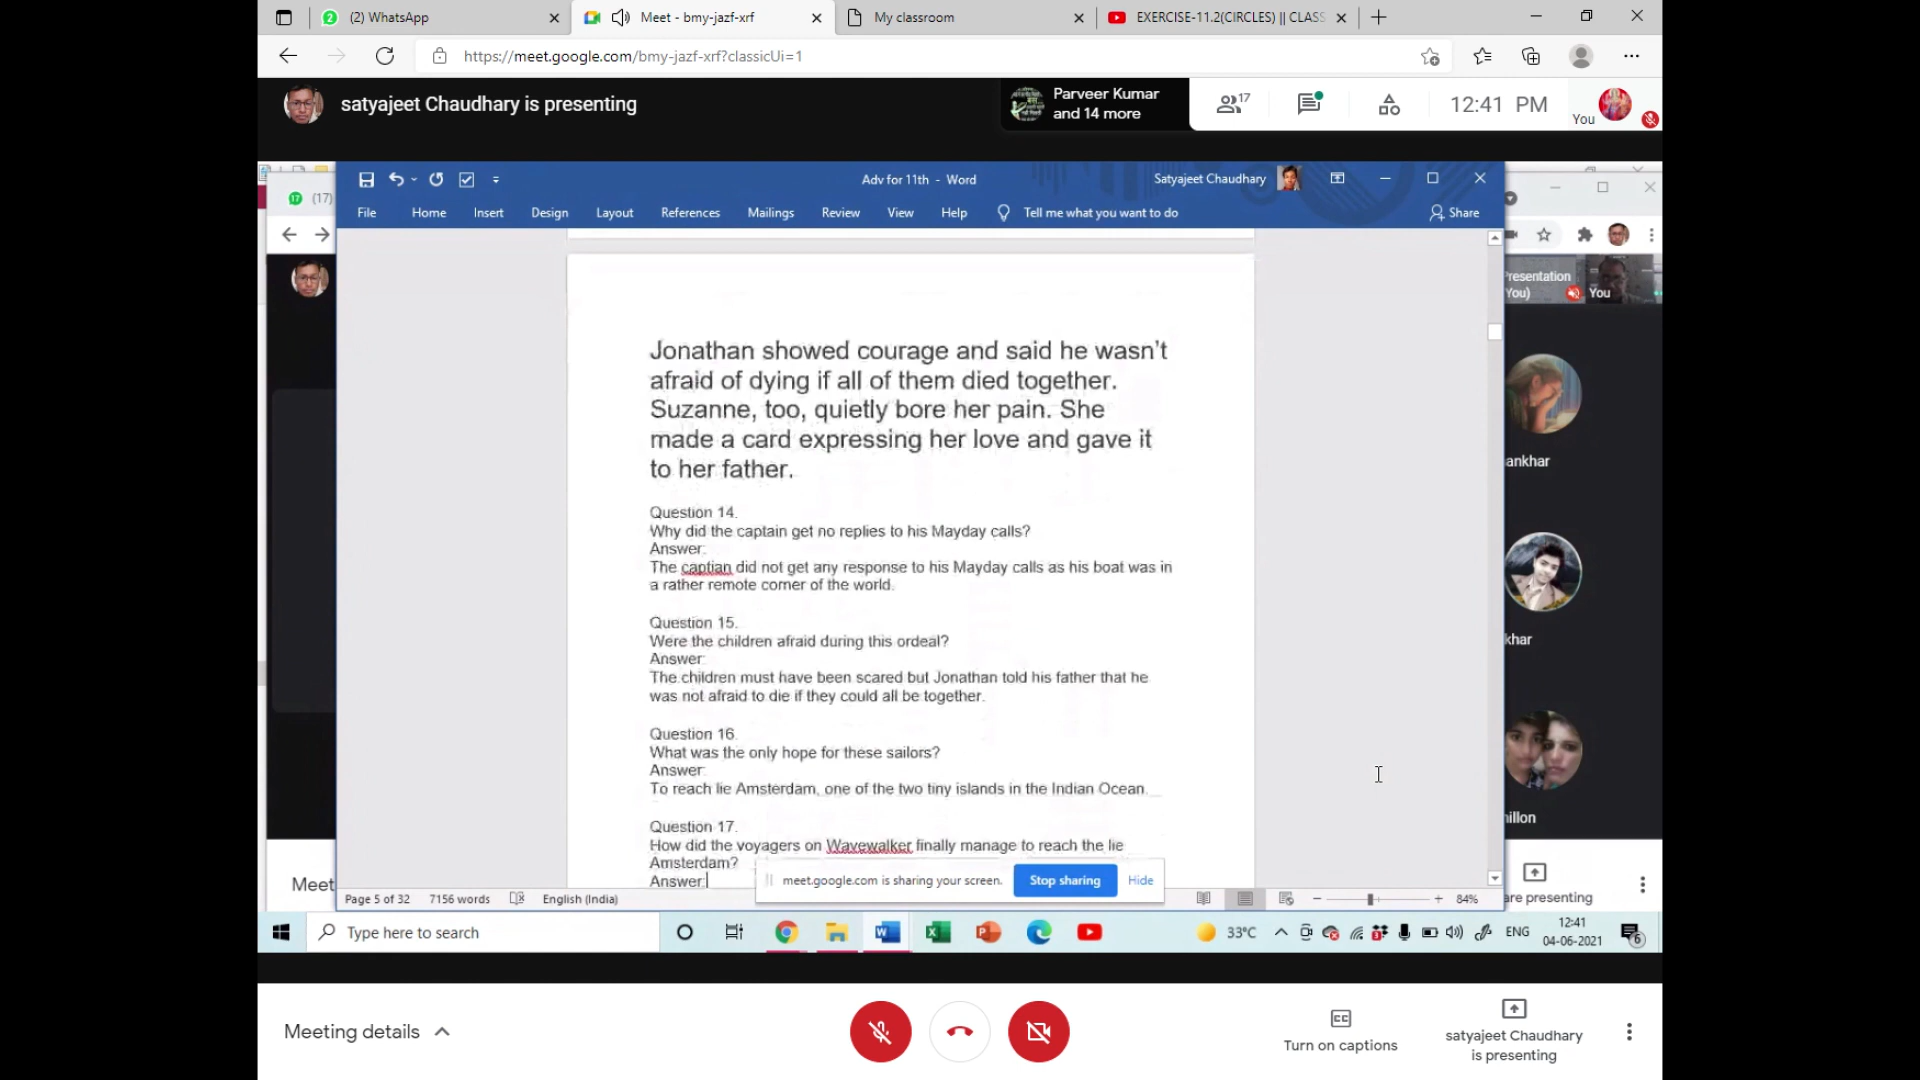 (2) WhatsApp
Meet - bmy-jazf-xrf
My classroom
EXERCISE-11.2(CIRCLES) || CLASS
https://meet.google.com/bmy-jazf-xrf?classicUi=1
satyajeet Chaudhary is presenting
Parveer Kumar
and 14 more
17
12:41 PM
You
(17)
Adv for 11th - Word
Satyajeet Chaudhary
File Home Insert Design Layout References Mailings Review View Help Tell me what you want to do Share
Presentation
You)
You
Jonathan showed courage and said he wasn't
afraid of dying if all of them died together.
Suzanne, too, quietly bore her pain. She
made a card expressing her love and gave it
to her father.
Question 14.
Why did the captain get no replies to his Mayday calls?
Answer:
The captian did not get any response to his Mayday calls as his boat was in
a rather remote corner of the world.
Question 15.
Were the children afraid during this ordeal?
Answer:
The children must have been scared but Jonathan told his father that he
was not afraid to die if they could all be together.
Question 16.
What was the only hope for these sailors?
Answer:
To reach lie Amsterdam, one of the two tiny islands in the Indian Ocean.
Question 17.
How did the voyagers on Wavewalker finally manage to reach the lie
Amsterdam?
Answer:
ankhar
khar
hillon
meet.google.com is sharing your screen. Stop sharing Hide
Meet
are presenting
Page 5 of 32 7156 words English (India) 84%
Type here to search
33°C
ENG
12:41
04-06-2021
6
Meeting details
Turn on captions
satyajeet Chaudhary
is presenting